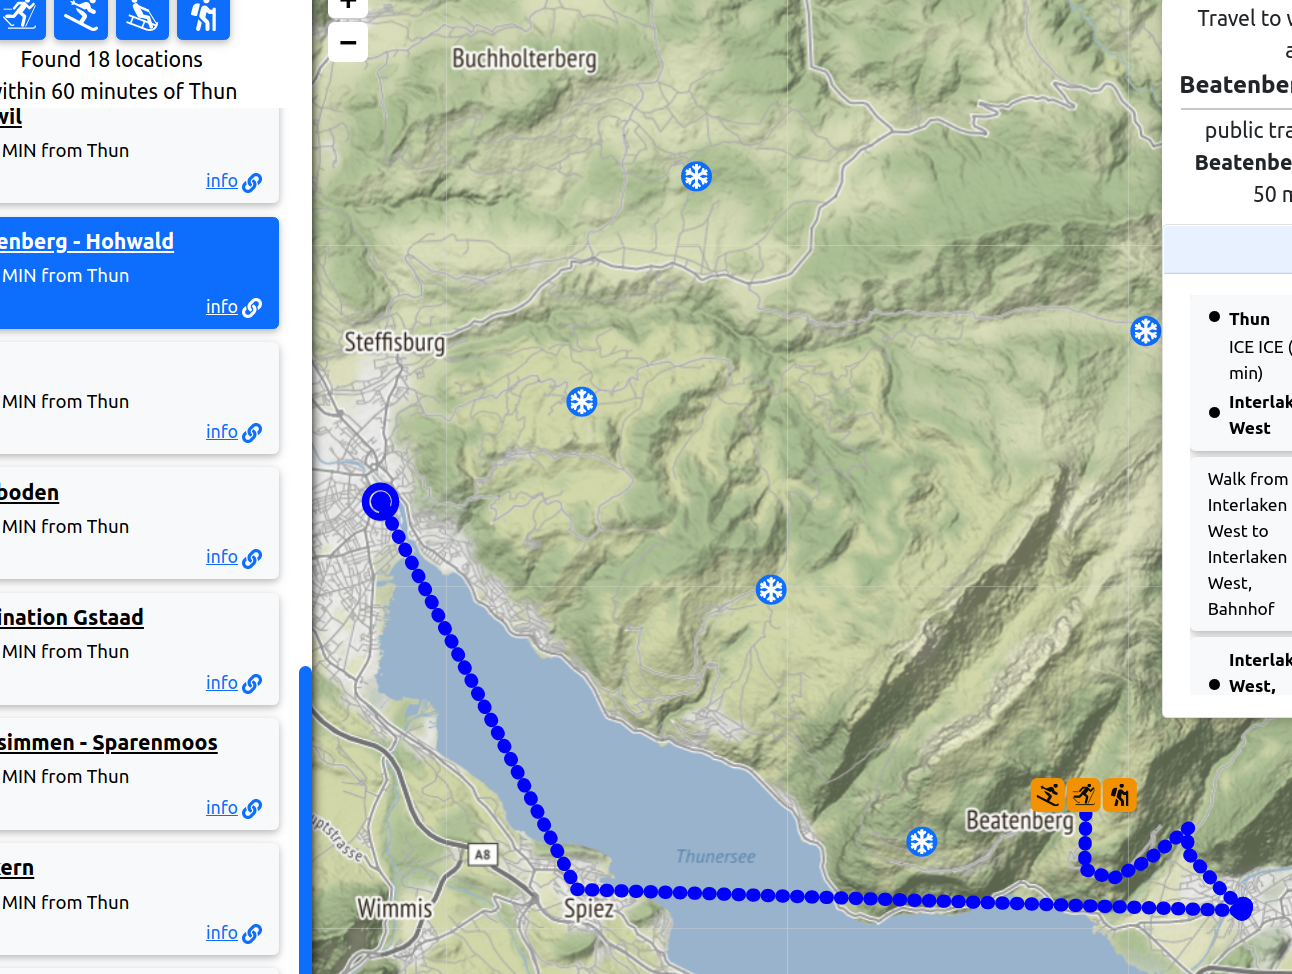 Found 18 locations
within 60 minutes of Thun
wil
MIN from Thun
info
enberg - Hohwald
MIN from Thun
info
MIN from Thun
info
boden
MIN from Thun
info
ination Gstaad
MIN from Thun
info
simmen - Sparenmoos
MIN from Thun
info
kern
MIN from Thun
info
+
−
Buchholterberg
Steffisburg
Thunersee
Beatenberg
A8
Wimmis
Spiez
Travel to
Beatenber
public tra
Beatenbe
50 m
Thun
ICE ICE (
min)
Interlak
West
Walk from
Interlaken
West to
Interlaken
West,
Bahnhof
Interlak
West,